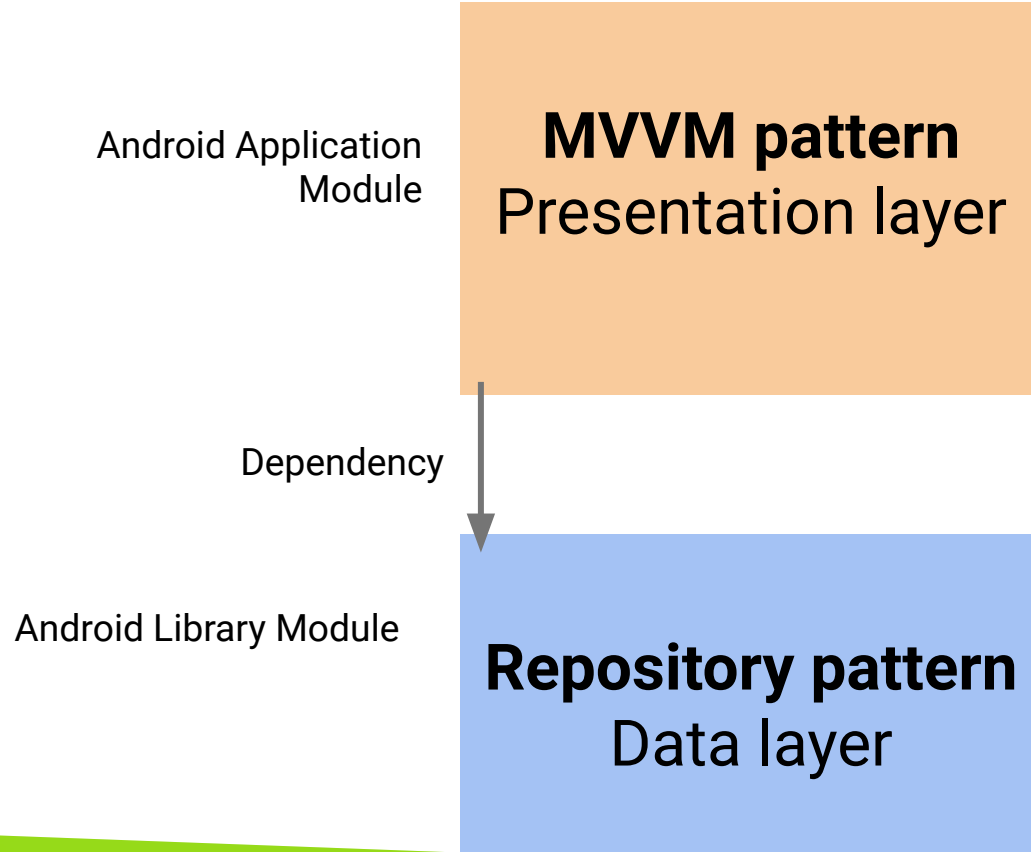 Android Application
Module
MVVM pattern
Presentation layer
Dependency
Android Library Module
Repository pattern
Data layer